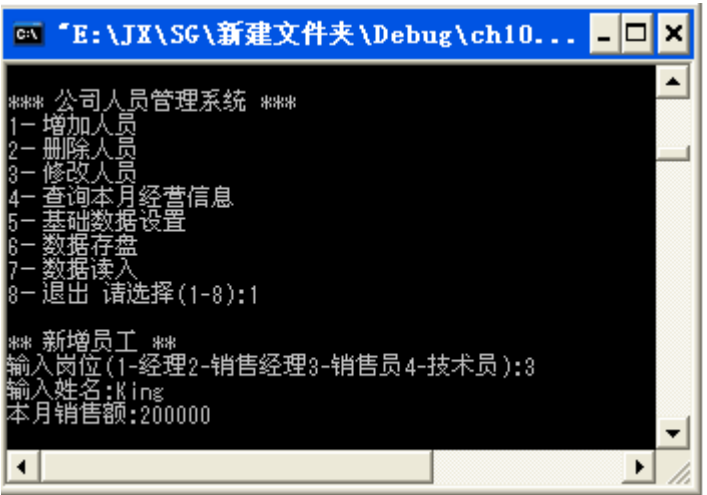 "E:\JX\SG\新建文件夹\Debug\ch10...
*** 公司人员管理系统 ***
1- 增加人员
2- 删除人员
3- 修改人员
4- 查询本月经营信息
5- 基础数据设置
6- 数据存盘
7- 数据读入
8- 退出 请选择(1-8):1
** 新增员工 **
输入岗位(1-经理2-销售经理3-销售员4-技术员):3
输入姓名:King
本月销售额:200000